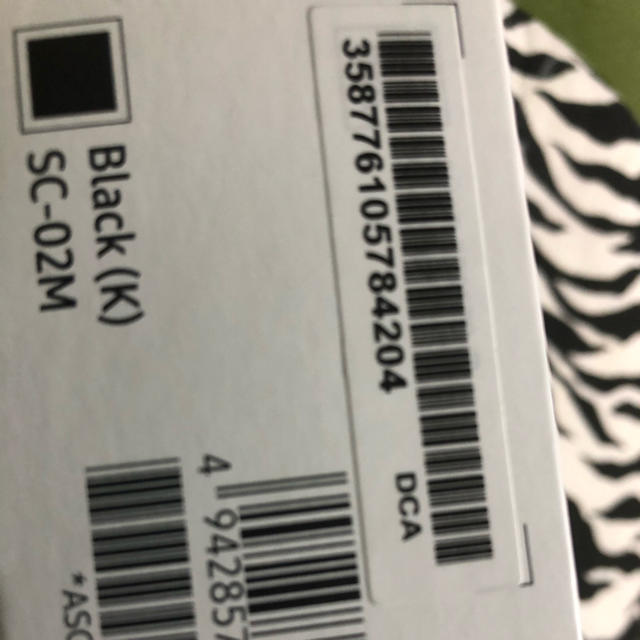 358776105784204
DCA
Black (K)
SC-02M
4 942857
*ASC